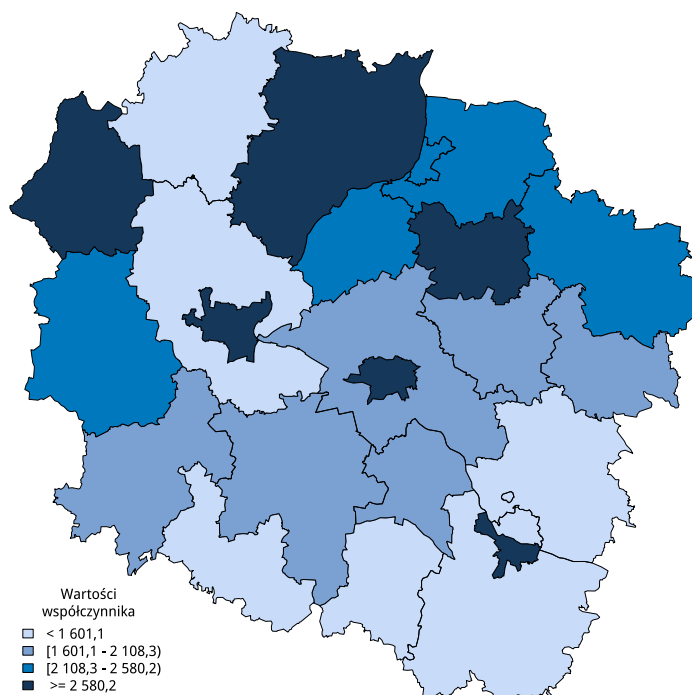 Wartości
współczynnika
< 1 601,1
[1 601,1 - 2 108,3)
[2 108,3 - 2 580,2)
>= 2 580,2